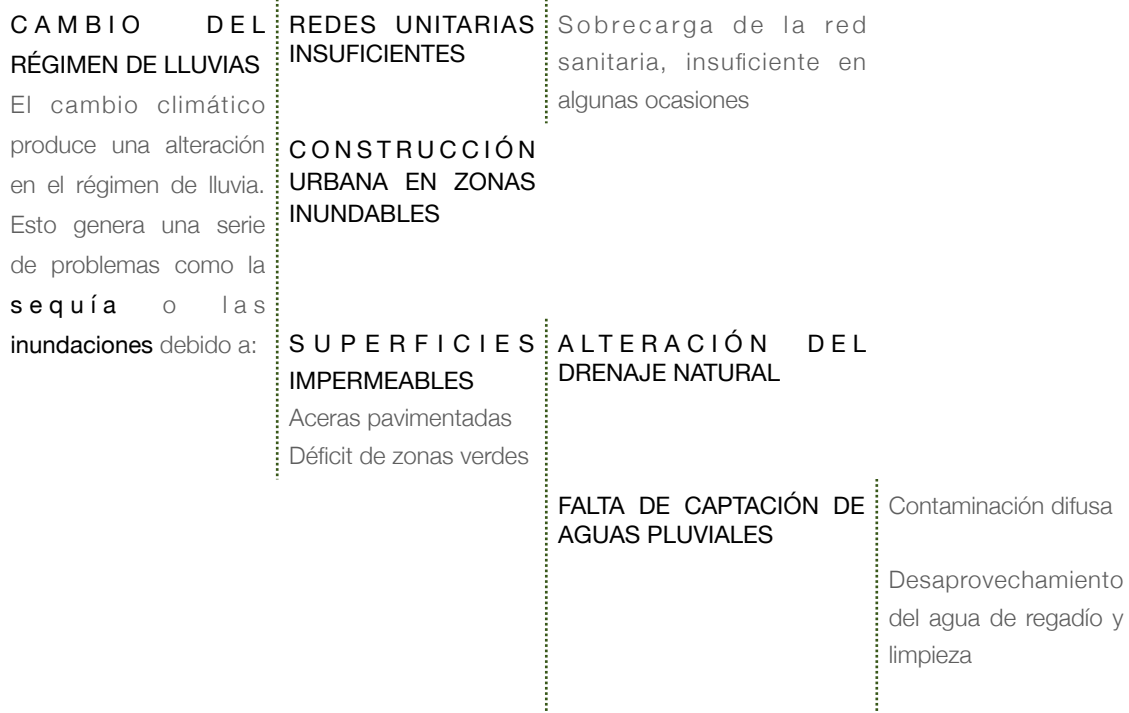 CAMBIO DEL
RÉGIMEN DE LLUVIAS
El cambio climático
produce una alteración
en el régimen de lluvia.
Esto genera una serie
de problemas como la
sequía o las
inundaciones debido a:
REDES UNITARIAS
INSUFICIENTES
Sobrecarga de la red
sanitaria, insuficiente en
algunas ocasiones
CONSTRUCCIÓN
URBANA EN ZONAS
INUNDABLES
SUPERFICIES
IMPERMEABLES
Aceras pavimentadas
Déficit de zonas verdes
ALTERACIÓN DEL
DRENAJE NATURAL
FALTA DE CAPTACIÓN DE
AGUAS PLUVIALES
Contaminación difusa
Desaprovechamiento
del agua de regadío y
limpieza